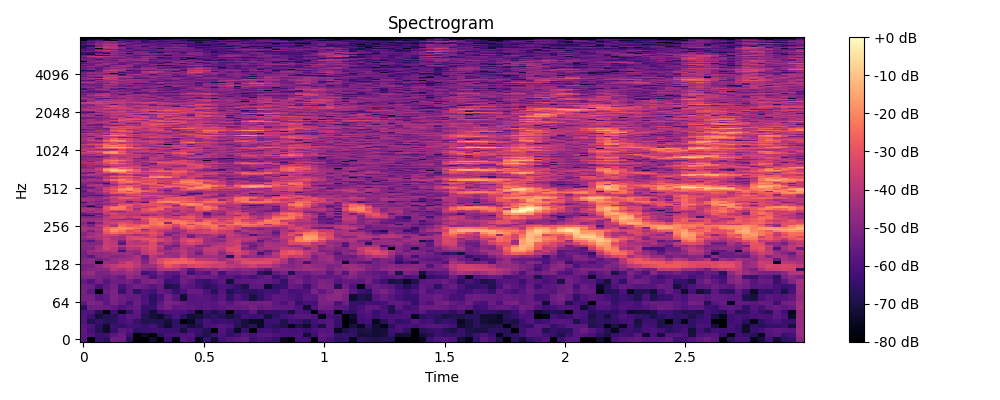 Spectrogram
Hz
4096
2048
1024
512
256
128
64
0
0
0.5
1
1.5
2
2.5
Time
+0 dB
-10 dB
-20 dB
-30 dB
-40 dB
-50 dB
-60 dB
-70 dB
-80 dB